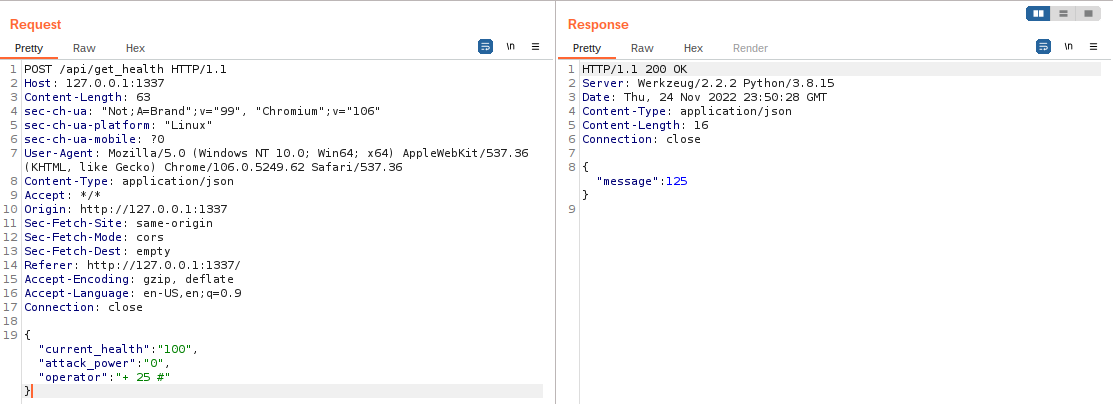 Request
Pretty Raw Hex
\n
1 POST /api/get_health HTTP/1.1
2 Host: 127.0.0.1:1337
3 Content-Length: 63
4 sec-ch-ua: "Not;A=Brand";v="99", "Chromium";v="106"
5 sec-ch-ua-platform: "Linux"
6 sec-ch-ua-mobile: ?0
7 User-Agent: Mozilla/5.0 (Windows NT 10.0; Win64; x64) AppleWebKit/537.36
(KHTML, like Gecko) Chrome/106.0.5249.62 Safari/537.36
8 Content-Type: application/json
9 Accept: */*
10 Origin: http://127.0.0.1:1337
11 Sec-Fetch-Site: same-origin
12 Sec-Fetch-Mode: cors
13 Sec-Fetch-Dest: empty
14 Referer: http://127.0.0.1:1337/
15 Accept-Encoding: gzip, deflate
16 Accept-Language: en-US,en;q=0.9
17 Connection: close
18
19 {
"current_health":"100",
"attack_power":"0",
"operator":"+ 25 #"
}
Response
Pretty Raw Hex Render
\n
1 HTTP/1.1 200 OK
2 Server: Werkzeug/2.2.2 Python/3.8.15
3 Date: Thu, 24 Nov 2022 23:50:28 GMT
4 Content-Type: application/json
5 Content-Length: 16
6 Connection: close
7
8 {
"message":125
}
9